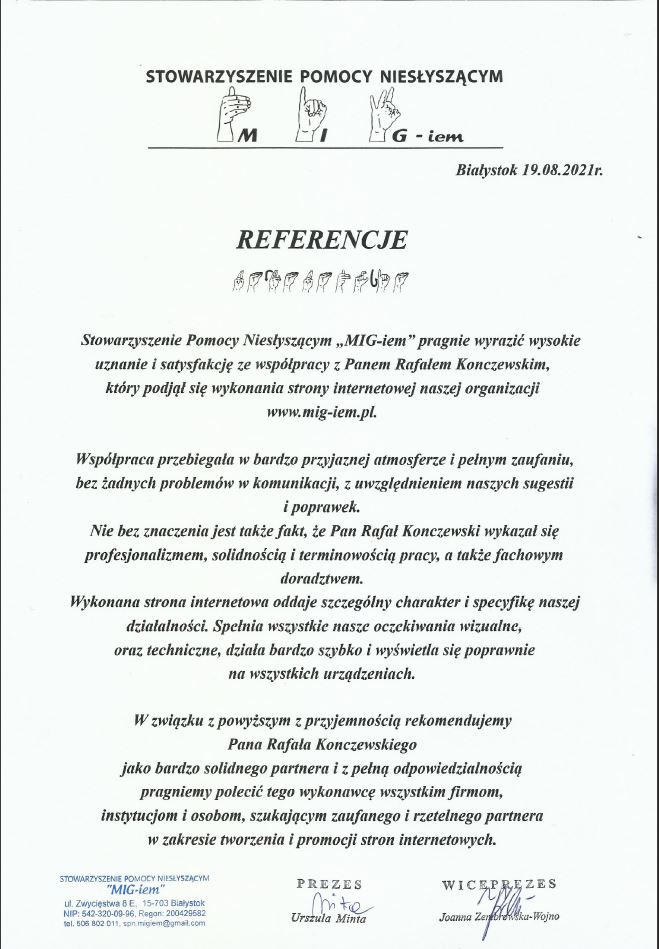 STOWARZYSZENIE POMOCY NIESŁYSZĄCYM
M I G - iem
Białystok 19.08.2021r.
REFERENCJE
Stowarzyszenie Pomocy Niesłyszącym „MIG-iem” pragnie wyrazić wysokie
uznanie i satysfakcję ze współpracy z Panem Rafałem Konczewskim,
który podjął się wykonania strony internetowej naszej organizacji
www.mig-iem.pl.
Współpraca przebiegała w bardzo przyjaznej atmosferze i pełnym zaufaniu,
bez żadnych problemów w komunikacji, z uwzględnieniem naszych sugestii
i poprawek.
Nie bez znaczenia jest także fakt, że Pan Rafał Konczewski wykazał się
profesjonalizmem, solidnością i terminowością pracy, a także fachowym
doradztwem.
Wykonana strona internetowa oddaje szczególny charakter i specyfikę naszej
działalności. Spełnia wszystkie nasze oczekiwania wizualne,
oraz techniczne, działa bardzo szybko i wyświetla się poprawnie
na wszystkich urządzeniach.
W związku z powyższym z przyjemnością rekomendujemy
Pana Rafała Konczewskiego
jako bardzo solidnego partnera i z pełną odpowiedzialnością
pragniemy polecić tego wykonawcę wszystkim firmom,
instytucjom i osobom, szukającym zaufanego i rzetelnego partnera
w zakresie tworzenia i promocji stron internetowych.
STOWARZYSZENIE POMOCY NIESŁYSZĄCYM
"MIG-iem"
ul. Zwycięstwa 8 E, 15-703 Białystok
NIP: 542-320-09-96, Regon: 200429582
tel. 506 802 011, spn.migiem@gmail.com
PREZES
Urszula Minta
WICEPREZES
Joanna Zembrowska-Wojno